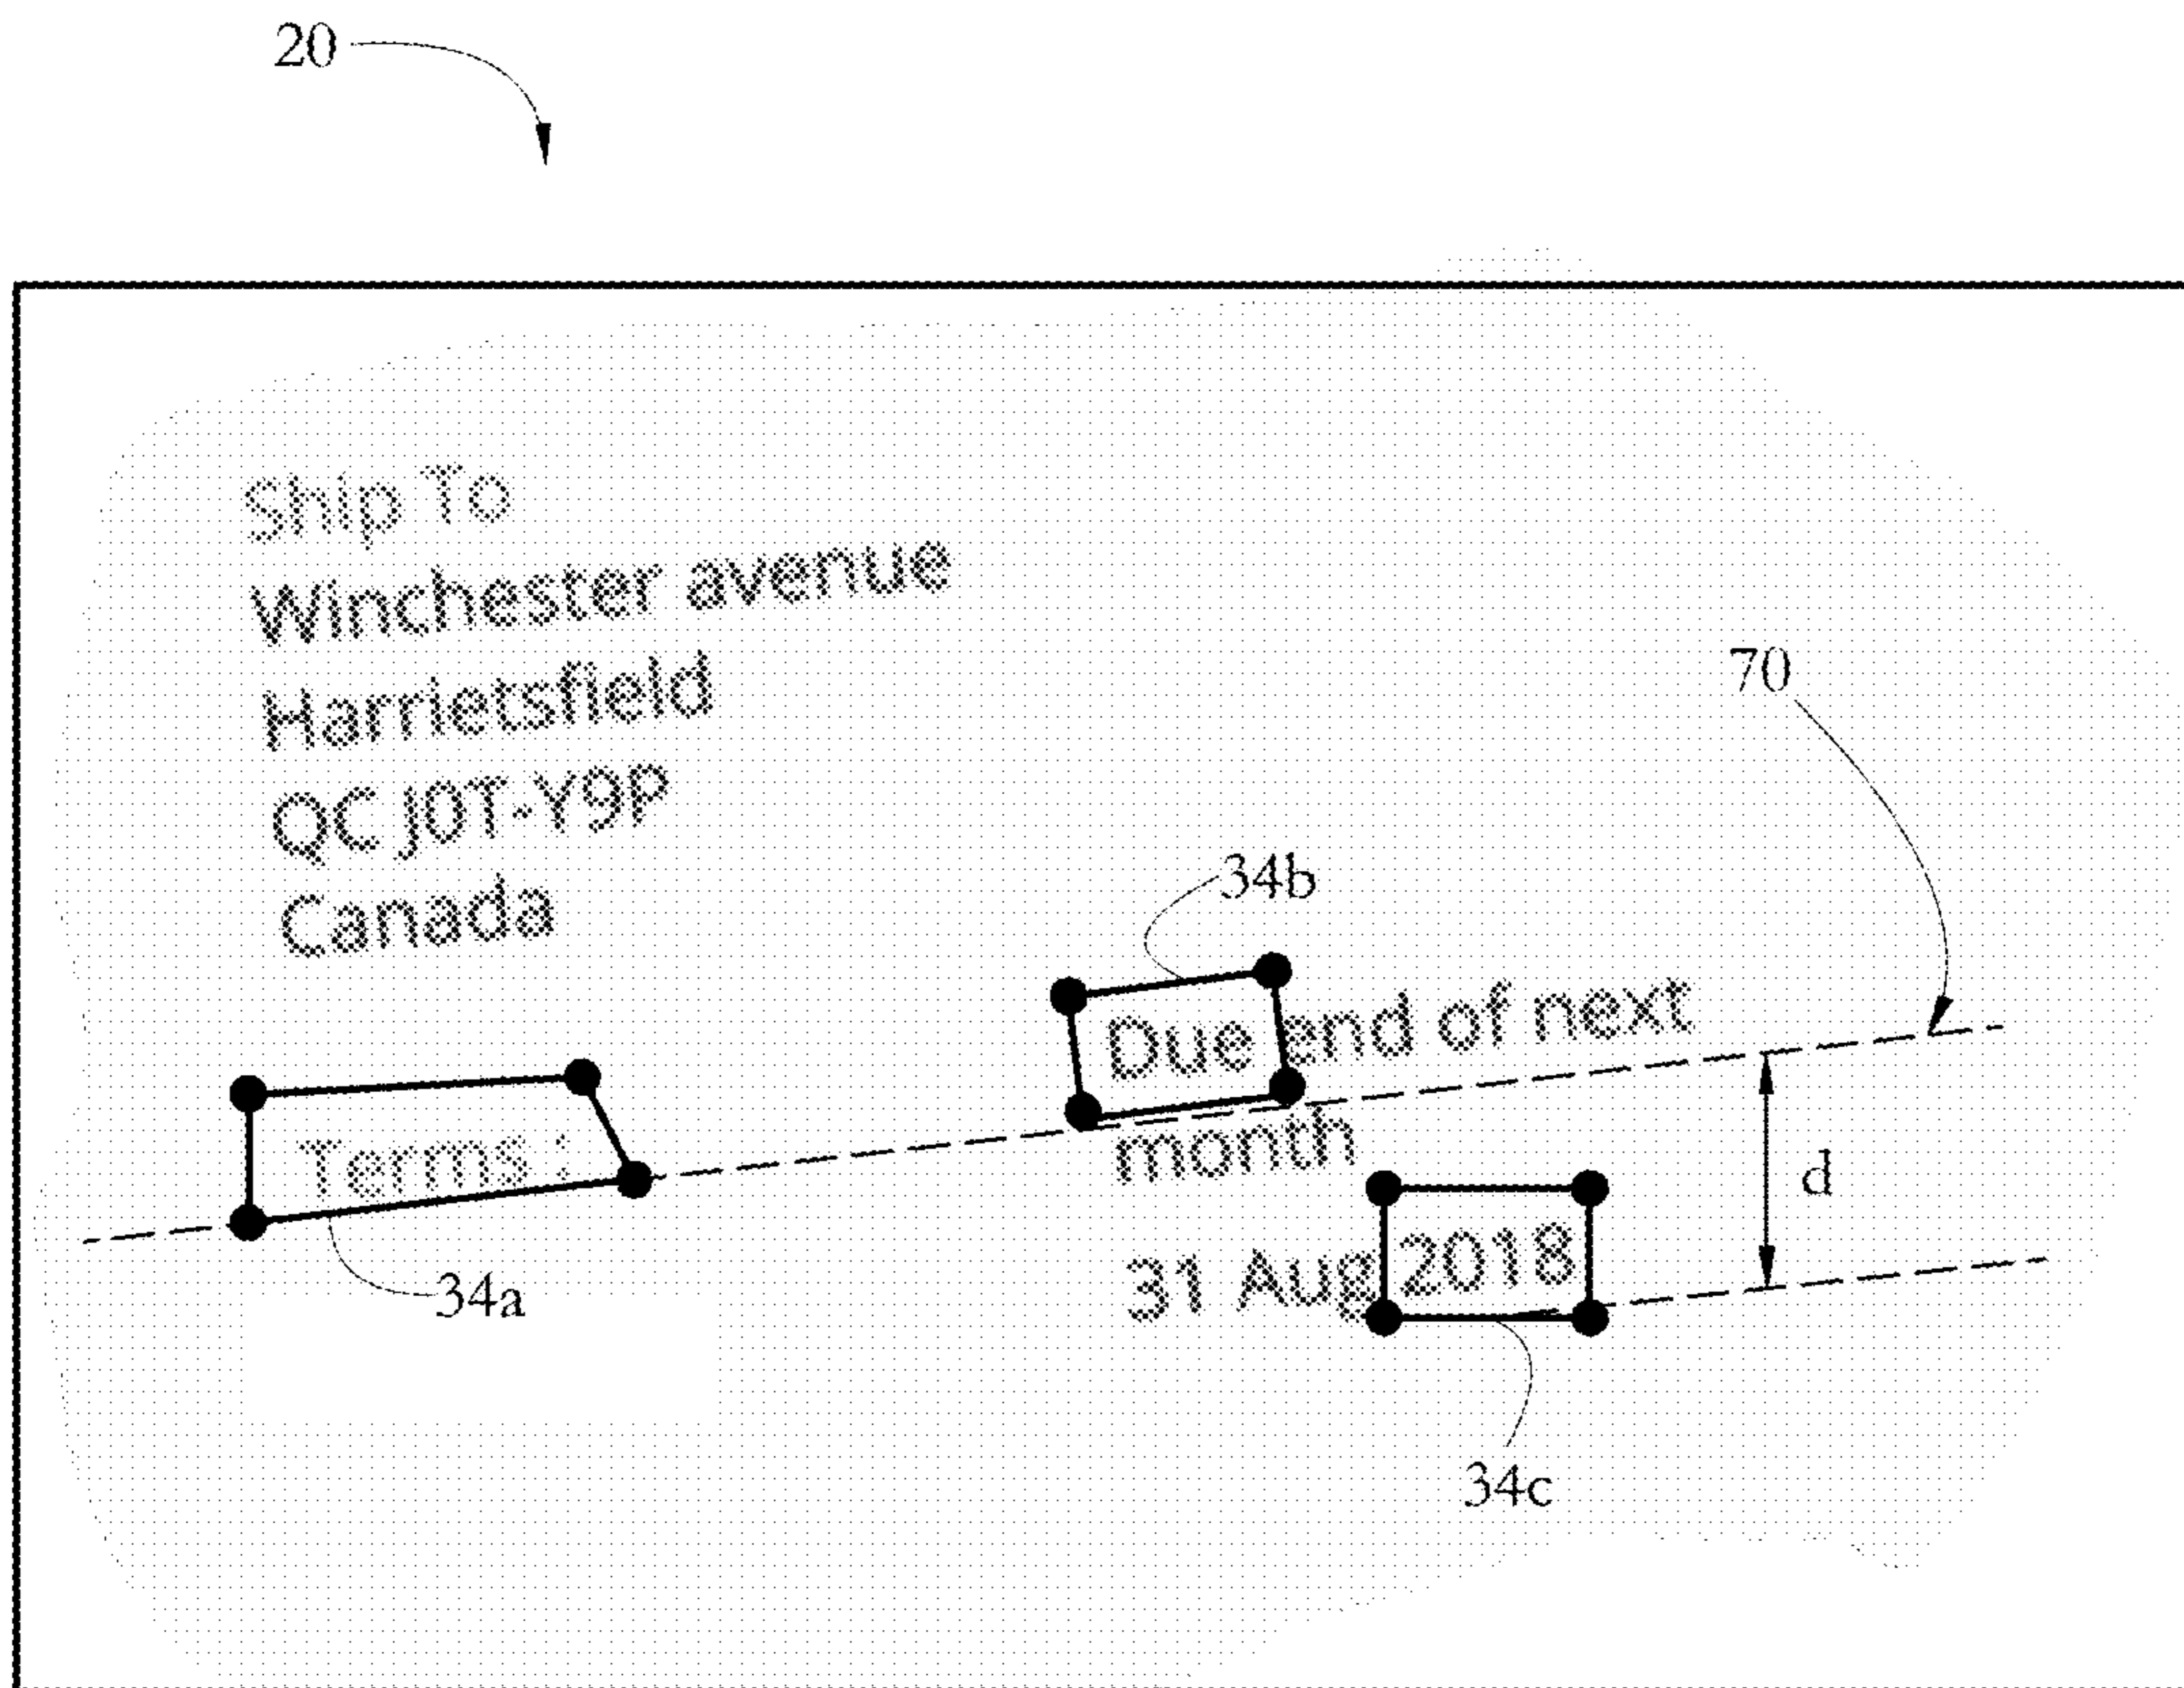 20
Ship To
Winchester avenue
Harrietsfield
QC J0T-Y9P
Canada
70
34b
Due end of next
month
Terms :
d
31 Aug 2018
34a
34c